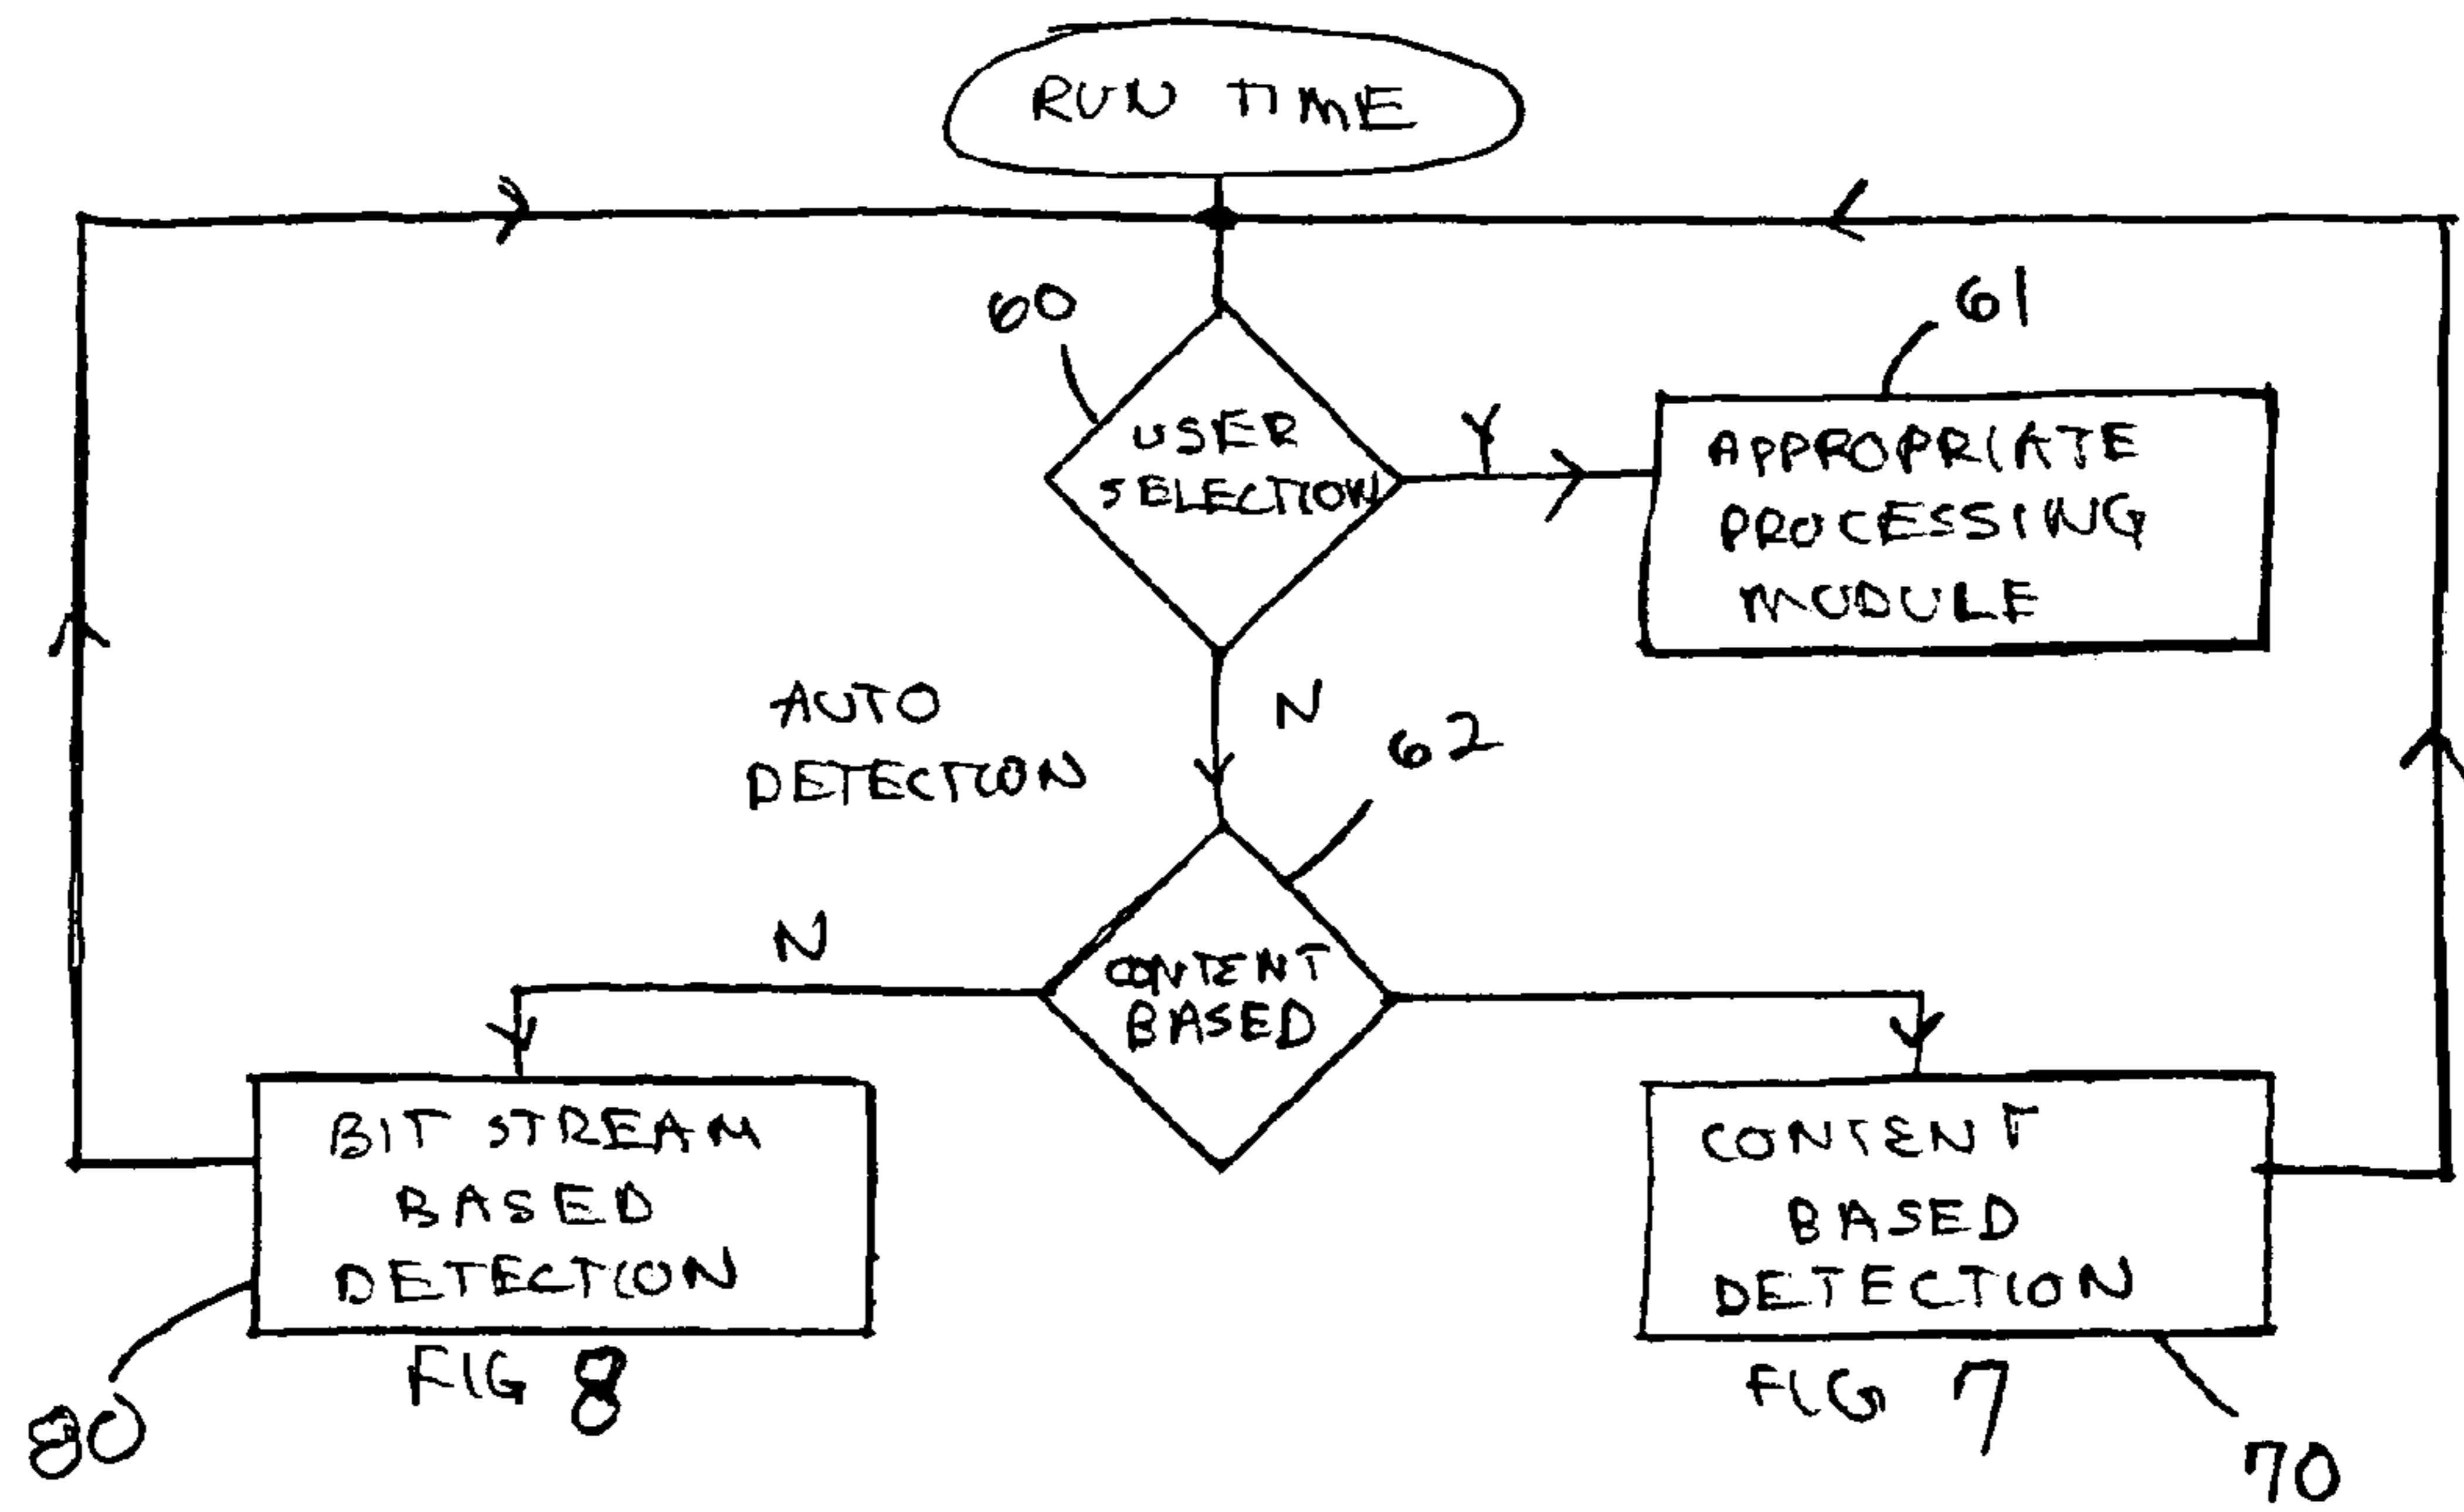 RUN TIME
60
61
USER
SELECTION
Y
APPROPRIATE
PROCESSING
MODULE
AUTO
DETECTION
N
62
N
CONTENT
BASED
BIT STREAM
BASED
DETECTION
CONTENT
BASED
DETECTION
FIG 8
FIG 7
80
70